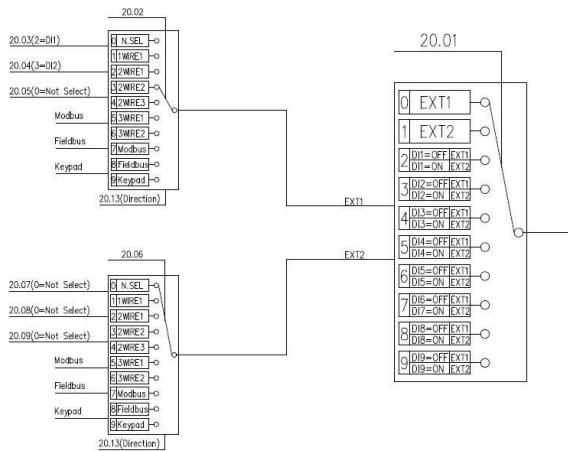 20.02
20.03(2=DI1)
20.04(3=DI2)
20.05(0=Not Select)
Modbus
Fieldbus
Keypad
0 N.SEL
1 1WIRE1
2 2WIRE1
3 2WIRE2
4 2WIRE3
5 3WIRE1
6 3WIRE2
7 Modbus
8 Fieldbus
9 Keypad
20.13(Direction)
EXT1
20.06
20.07(0=Not Select)
20.08(0=Not Select)
20.09(0=Not Select)
Modbus
Fieldbus
Keypad
0 N.SEL
1 1WIRE1
2 2WIRE1
3 2WIRE2
4 2WIRE3
5 3WIRE1
6 3WIRE2
7 Modbus
8 Fieldbus
9 Keypad
20.13(Direction)
EXT2
20.01
0 EXT1
1 EXT2
2 DI1=OFF EXT1
DI1=ON EXT2
3 DI2=OFF EXT1
DI2=ON EXT2
4 DI3=OFF EXT1
DI3=ON EXT2
5 DI4=OFF EXT1
DI4=ON EXT2
6 DI5=OFF EXT1
DI5=ON EXT2
7 DI6=OFF EXT1
DI7=ON EXT2
8 DI8=OFF EXT1
DI8=ON EXT2
9 DI9=OFF EXT1
DI9=ON EXT2